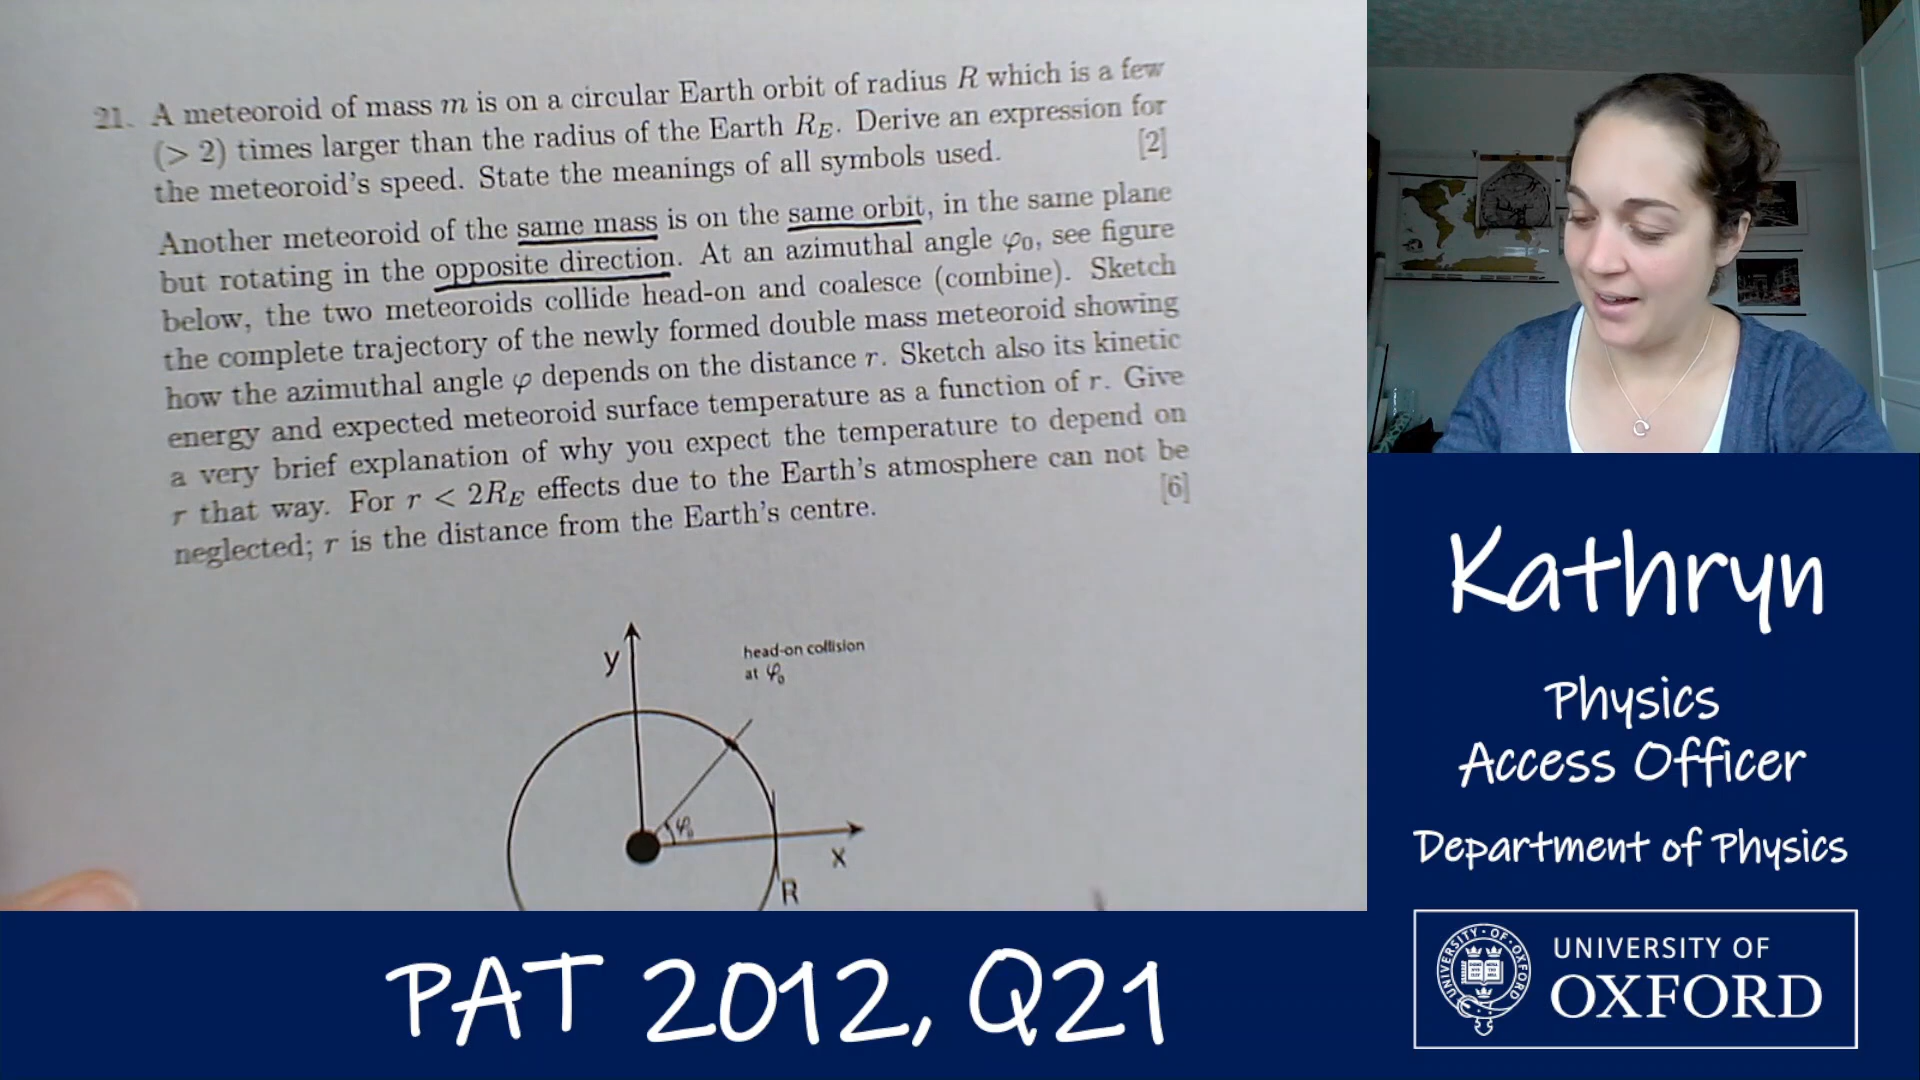 21. A meteoroid of mass m is on a circular Earth orbit of radius R which is a few
(> 2) times larger than the radius of the Earth R_E. Derive an expression for
the meteoroid's speed. State the meanings of all symbols used. [2]
Another meteoroid of the same mass is on the same orbit, in the same plane
but rotating in the opposite direction. At an azimuthal angle φ₀, see figure
below, the two meteoroids collide head-on and coalesce (combine). Sketch
the complete trajectory of the newly formed double mass meteoroid showing
how the azimuthal angle φ depends on the distance r. Sketch also its kinetic
energy and expected meteoroid surface temperature as a function of r. Give
a very brief explanation of why you expect the temperature to depend on
r that way. For r < 2R_E effects due to the Earth's atmosphere can not be
neglected; r is the distance from the Earth's centre. [6]
y
head-on collision
at φ₀
φ₀
x
R
Kathryn
Physics
Access Officer
Department of Physics
PAT 2012, Q21
UNIVERSITY OF
OXFORD